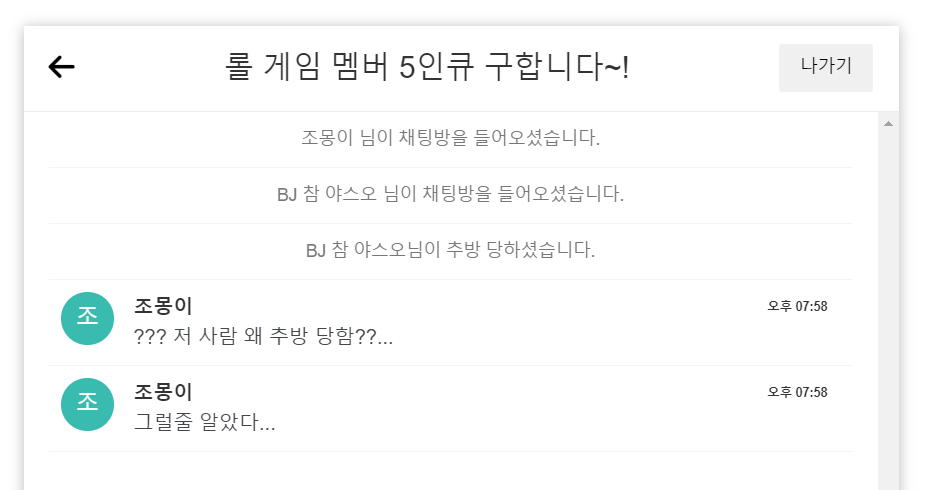 롤 게임 멤버 5인큐 구합니다~!
나가기
조몽이 님이 채팅방을 들어오셨습니다.
BJ 참 야스오 님이 채팅방을 들어오셨습니다.
BJ 참 야스오님이 추방 당하셨습니다.
조
조몽이
오후 07:58
??? 저 사람 왜 추방 당함??...
조
조몽이
오후 07:58
그럴줄 알았다...